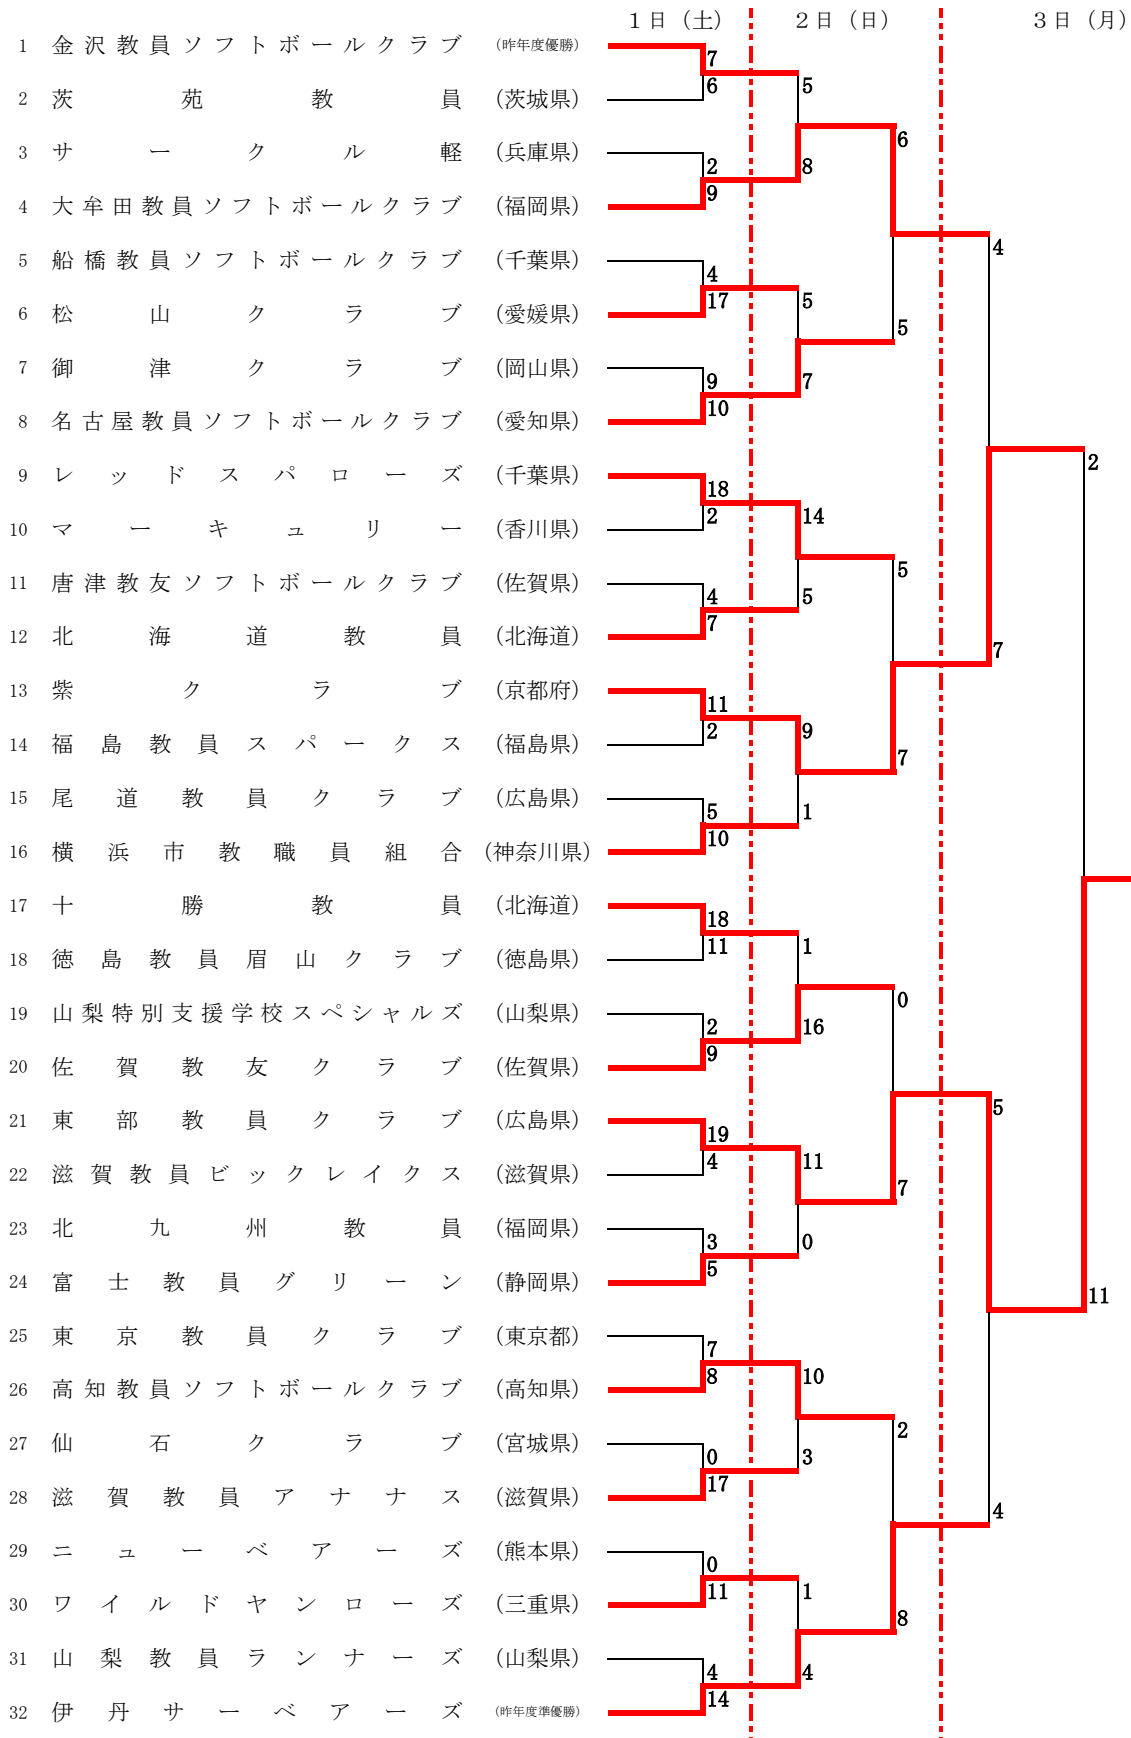 1日（土） 2日（日） 3日（月）
1 金沢教員ソフトボールクラブ （昨年度優勝）
7
6 5
2 茨苑教員 （茨城県）
6
3 サークル軽 （兵庫県）
2 8
9
4 大牟田教員ソフトボールクラブ （福岡県）
4
5 船橋教員ソフトボールクラブ （千葉県）
4
17 5
6 松山クラブ （愛媛県）
5
7 御津クラブ （岡山県）
9 7
10
8 名古屋教員ソフトボールクラブ （愛知県）
2
9 レッドスパローズ （千葉県）
18
2 14
10 マーキュリー （香川県）
5
11 唐津教友ソフトボールクラブ （佐賀県）
4 5
7
12 北海道教員 （北海道）
7
13 紫クラブ （京都府）
11
2 9
14 福島教員スパークス （福島県）
7
15 尾道教員クラブ （広島県）
5 1
10
16 横浜市教職員組合 （神奈川県）
17 十勝教員 （北海道）
18
11 1
18 徳島教員眉山クラブ （徳島県）
0
19 山梨特別支援学校スペシャルズ （山梨県）
2 16
9
20 佐賀教友クラブ （佐賀県）
5
21 東部教員クラブ （広島県）
19
4 11
22 滋賀教員ビックレイクス （滋賀県）
7
23 北九州教員 （福岡県）
3 0
5
24 富士教員グリーン （静岡県）
11
25 東京教員クラブ （東京都）
7
8 10
26 高知教員ソフトボールクラブ （高知県）
2
27 仙石クラブ （宮城県）
0 3
17
28 滋賀教員アナナス （滋賀県）
4
29 ニューベアーズ （熊本県）
0
11 1
30 ワイルドヤンローズ （三重県）
8
31 山梨教員ランナーズ （山梨県）
4 4
14
32 伊丹サーベアーズ （昨年度準優勝）